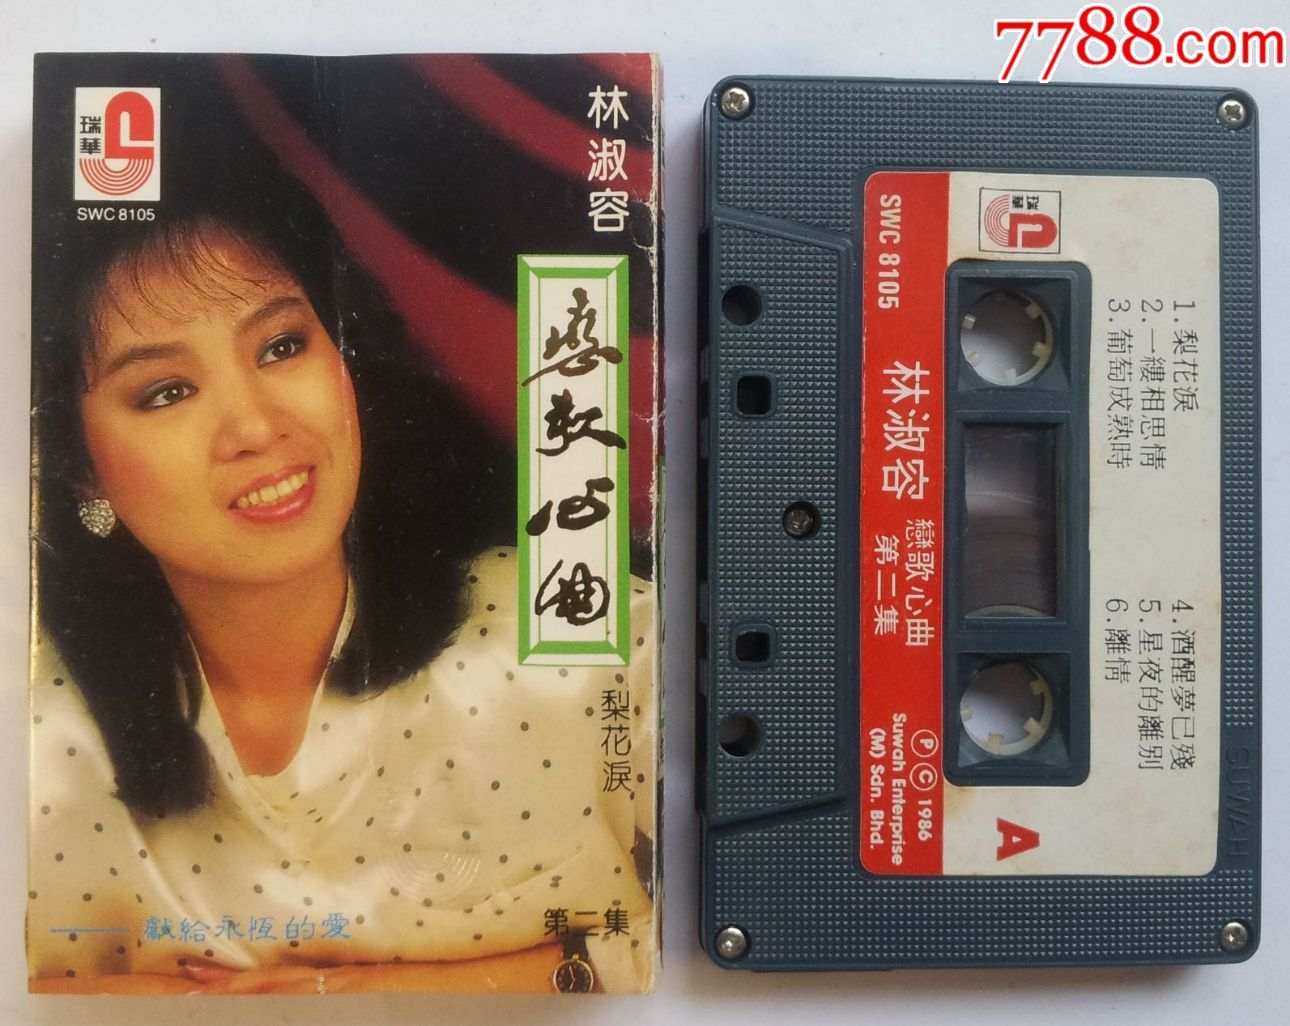 7788.com
瑞華
SWC 8105
林淑容
戀歌心曲
梨花淚
第二集
獻給永恆的愛
瑞華
SWC 8105
林淑容
戀歌心曲
第二集
Ⓟ © 1986
Suwah Enterprise
(M) Sdn. Bhd.
1.梨花淚
2.一縷相思情
3.葡萄成熟時
4.酒醒夢已殘
5.星夜的離別
6.離情
A
SUWAH